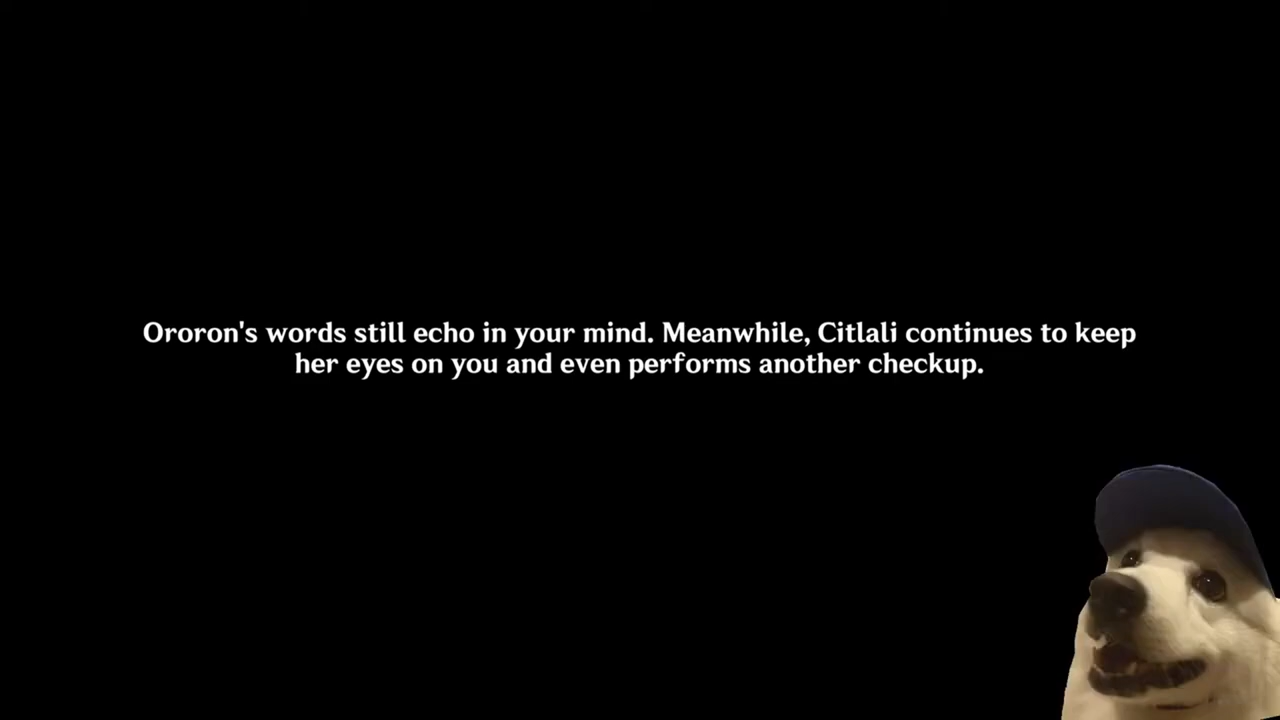 Ororon's words still echo in your mind. Meanwhile, Citlali continues to keep
her eyes on you and even performs another checkup.